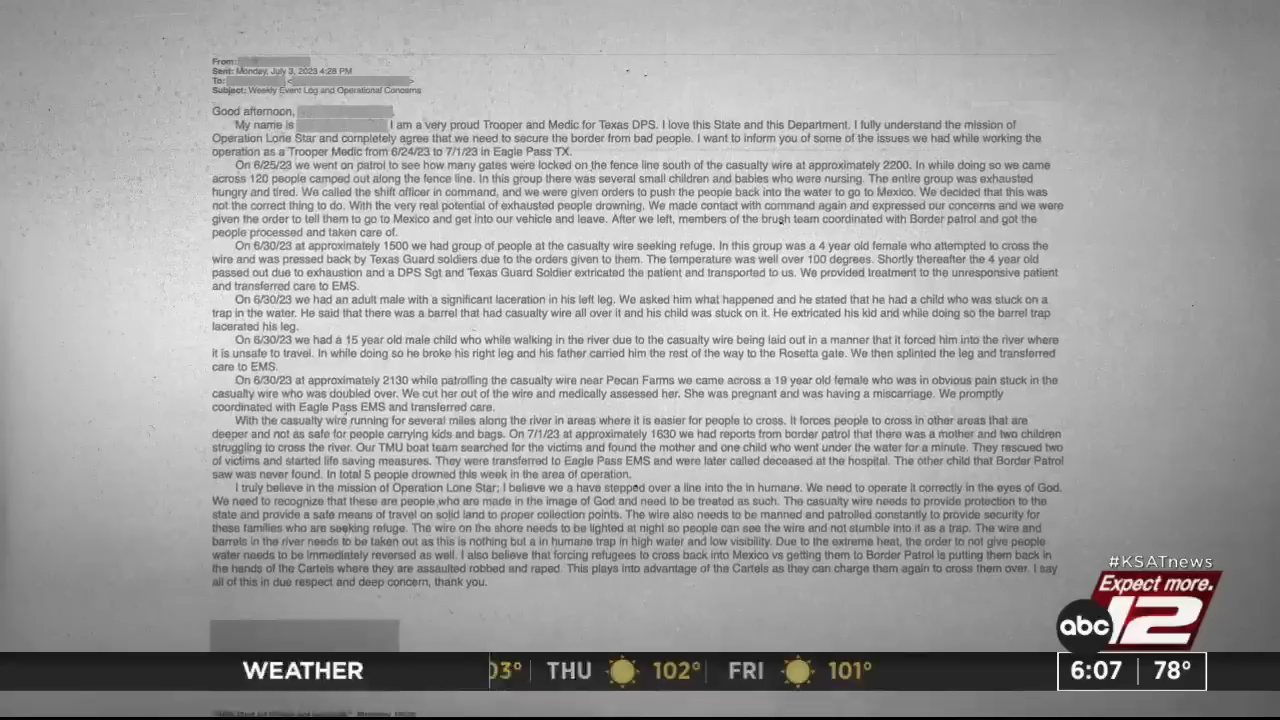 From:
Sent: Monday, July 3, 2023 4:28 PM
To: < >
Subject: Weekly Event Log and Operational Concerns
Good afternoon,
My name is I am a very proud Trooper and Medic for Texas DPS. I love this State and this Department. I fully understand the mission of
Operation Lone Star and completely agree that we need to secure the border from bad people. I want to inform you of some of the issues we had while working the
operation as a Trooper Medic from 6/24/23 to 7/1/23 in Eagle Pass TX.
On 6/25/23 we went on patrol to see how many gates were locked on the fence line south of the casualty wire at approximately 2200. In while doing so we came
across 120 people camped out along the fence line. In this group there was several small children and babies who were nursing. The entire group was exhausted
hungry and tired. We called the shift officer in command, and we were given orders to push the people back into the water to go to Mexico. We decided that this was
not the correct thing to do. With the very real potential of exhausted people drowning. We made contact with command again and expressed our concerns and we were
given the order to tell them to go to Mexico and get into our vehicle and leave. After we left, members of the brush team coordinated with Border patrol and got the
people processed and taken care of.
On 6/30/23 at approximately 1500 we had group of people at the casualty wire seeking refuge. In this group was a 4 year old female who attempted to cross the
wire and was pressed back by Texas Guard soldiers due to the orders given to them. The temperature was well over 100 degrees. Shortly thereafter the 4 year old
passed out due to exhaustion and a DPS Sgt and Texas Guard Soldier extricated the patient and transported to us. We provided treatment to the unresponsive patient
and transferred care to EMS.
On 6/30/23 we had an adult male with a significant laceration in his left leg. We asked him what happened and he stated that he had a child who was stuck on a
trap in the water. He said that there was a barrel that had casualty wire all over it and his child was stuck on it. He extricated his kid and while doing so the barrel trap
lacerated his leg.
On 6/30/23 we had a 15 year old male child who while walking in the river due to the casualty wire being laid out in a manner that it forced him into the river where
it is unsafe to travel. In while doing so he broke his right leg and his father carried him the rest of the way to the Rosetta gate. We then splinted the leg and transferred
care to EMS.
On 6/30/23 at approximately 2130 while patrolling the casualty wire near Pecan Farms we came across a 19 year old female who was in obvious pain stuck in the
casualty wire who was doubled over. We cut her out of the wire and medically assessed her. She was pregnant and was having a miscarriage. We promptly
coordinated with Eagle Pass EMS and transferred care.
With the casualty wire running for several miles along the river in areas where it is easier for people to cross. It forces people to cross in other areas that are
deeper and not as safe for people carrying kids and bags. On 7/1/23 at approximately 1630 we had reports from border patrol that there was a mother and two children
struggling to cross the river. Our TMU boat team searched for the victims and found the mother and one child who went under the water for a minute. They rescued two
of victims and started life saving measures. They were transferred to Eagle Pass EMS and were later called deceased at the hospital. The other child that Border Patrol
saw was never found. In total 5 people drowned this week in the area of operation.
I truly believe in the mission of Operation Lone Star; I believe we a have stepped over a line into the in humane. We need to operate it correctly in the eyes of God.
We need to recognize that these are people who are made in the image of God and need to be treated as such. The casualty wire needs to provide protection to the
state and provide a safe means of travel on solid land to proper collection points. The wire also needs to be manned and patrolled constantly to provide security for
these families who are seeking refuge. The wire on the shore needs to be lighted at night so people can see the wire and not stumble into it as a trap. The wire and
barrels in the river needs to be taken out as this is nothing but a in humane trap in high water and low visibility. Due to the extreme heat, the order to not give people
water needs to be immediately reversed as well. I also believe that forcing refugees to cross back into Mexico vs getting them to Border Patrol is putting them back in
the hands of the Cartels where they are assaulted robbed and raped. This plays into advantage of the Cartels as they can charge them again to cross them over. I say
all of this in due respect and deep concern, thank you.
#KSATnews
Expect more.
abc 12
WEATHER 03° THU 102° FRI 101° 6:07 78°